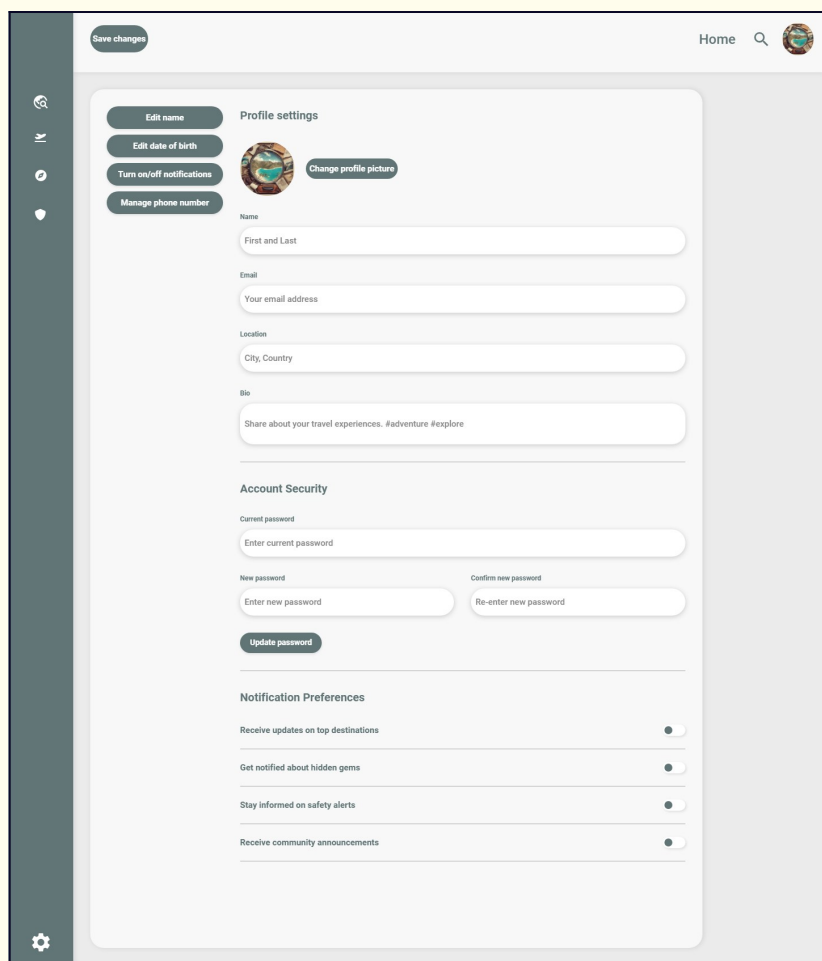 Save changes
Home
Edit name
Edit date of birth
Turn on/off notifications
Manage phone number
Profile settings
Change profile picture
Name
First and Last
Email
Your email address
Location
City, Country
Bio
Share about your travel experiences. #adventure #explore
Account Security
Current password
Enter current password
New password
Confirm new password
Enter new password
Re-enter new password
Update password
Notification Preferences
Receive updates on top destinations
Get notified about hidden gems
Stay informed on safety alerts
Receive community announcements